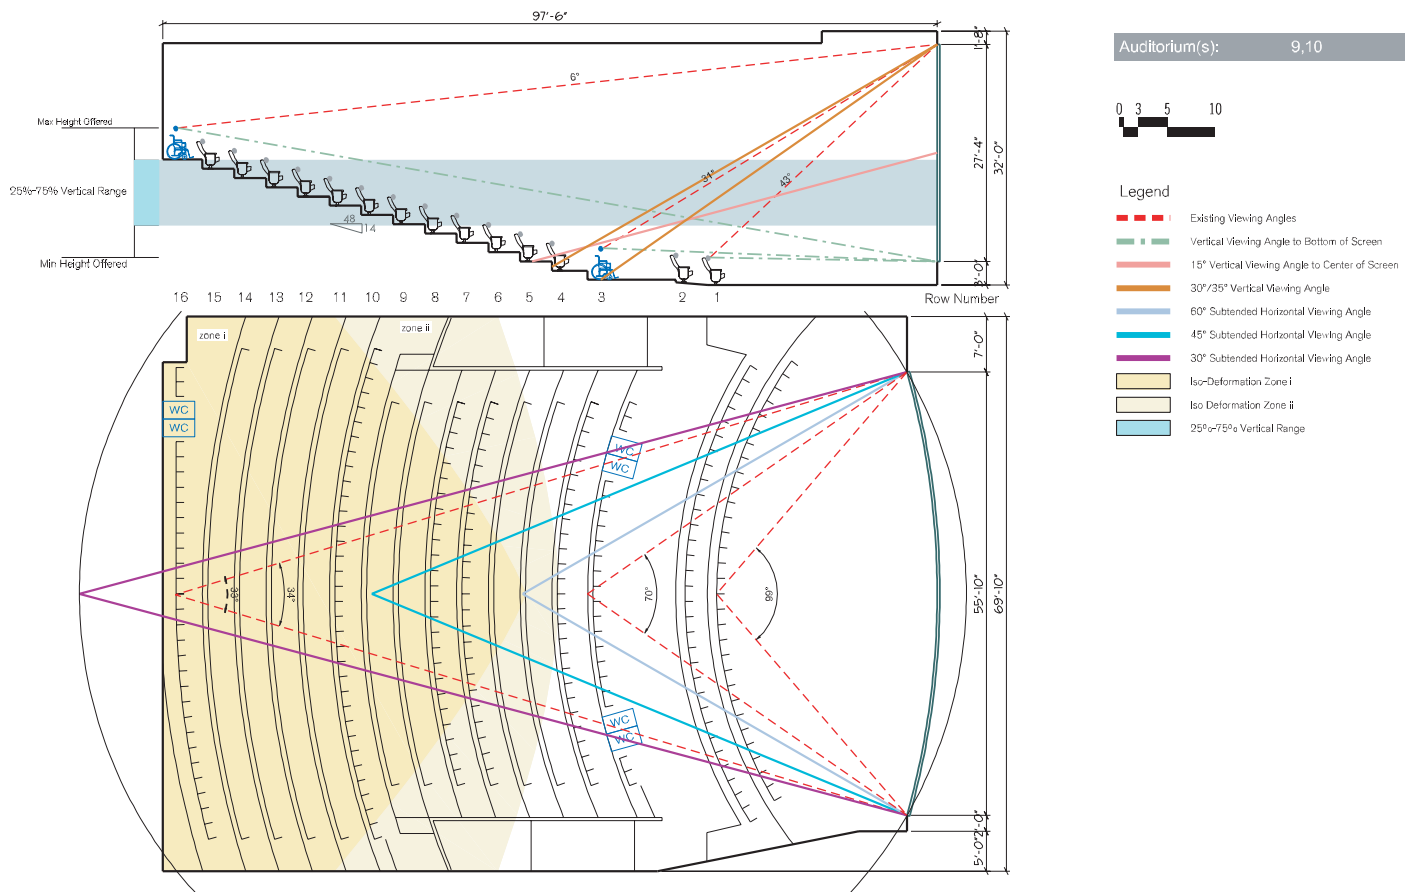 97'-6"
Auditorium(s): 9,10
1'-8"
6°
0 3 5 10
Max Height Offered
27'-4"
32'-0"
31°
43°
25%-75% Vertical Range
Legend
Existing Viewing Angles
48
14
Vertical Viewing Angle to Bottom of Screen
Min Height Offered
15° Vertical Viewing Angle to Center of Screen
3'-0"
30°/35° Vertical Viewing Angle
16 15 14 13 12 11 10 9 8 7 6 5 4 3 2 1 Row Number
60° Subtended Horizontal Viewing Angle
zone i
zone ii
45° Subtended Horizontal Viewing Angle
7'-0"
30° Subtended Horizontal Viewing Angle
Iso-Deformation Zone i
WC
Iso Deformation Zone ii
WC
25%-75% Vertical Range
WC
WC
33°
34°
70°
99°
55'-10"
69'-10"
WC
WC
2'-0"
5'-0"